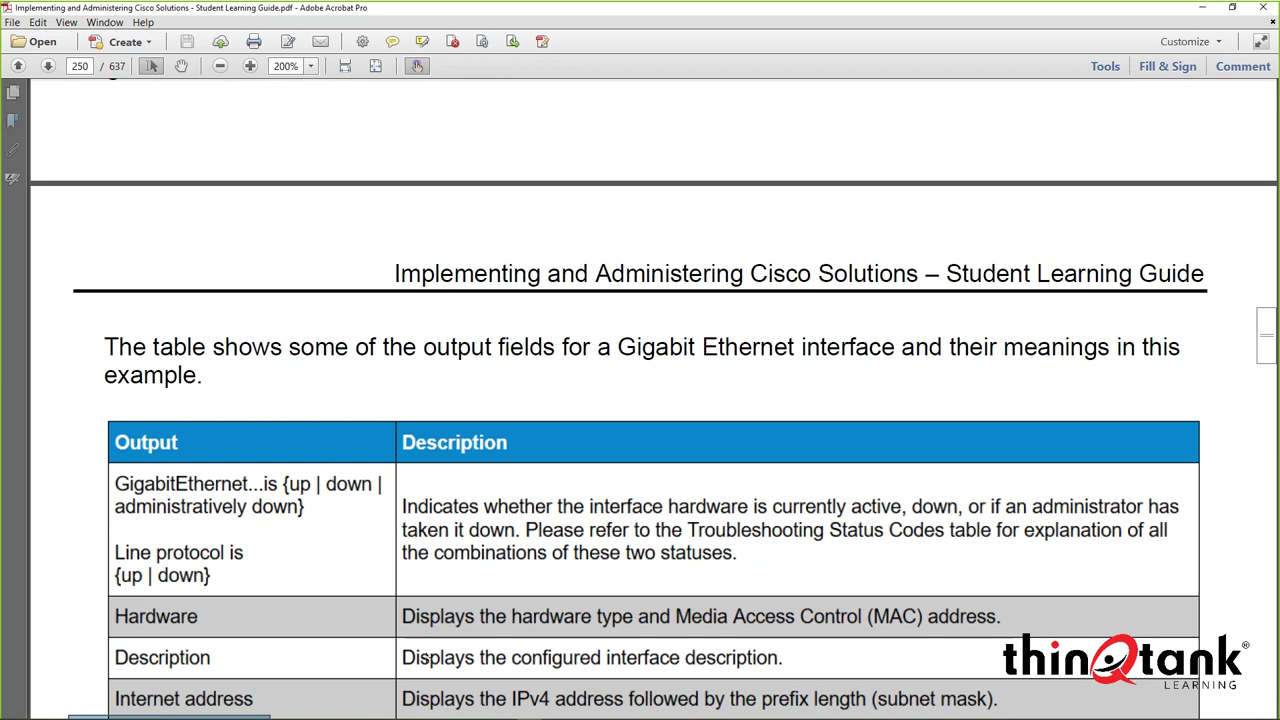 Implementing and Administering Cisco Solutions - Student Learning Guide.pdf - Adobe Acrobat Pro
File Edit View Window Help
Open Create Customize
250 / 637 200% Tools Fill & Sign Comment
Implementing and Administering Cisco Solutions – Student Learning Guide
The table shows some of the output fields for a Gigabit Ethernet interface and their meanings in this
example.
Output Description
GigabitEthernet...is {up | down |
administratively down}
Line protocol is
{up | down}
Indicates whether the interface hardware is currently active, down, or if an administrator has
taken it down. Please refer to the Troubleshooting Status Codes table for explanation of all
the combinations of these two statuses.
Hardware Displays the hardware type and Media Access Control (MAC) address.
Description Displays the configured interface description.
Internet address Displays the IPv4 address followed by the prefix length (subnet mask).
thinQtank®
LEARNING